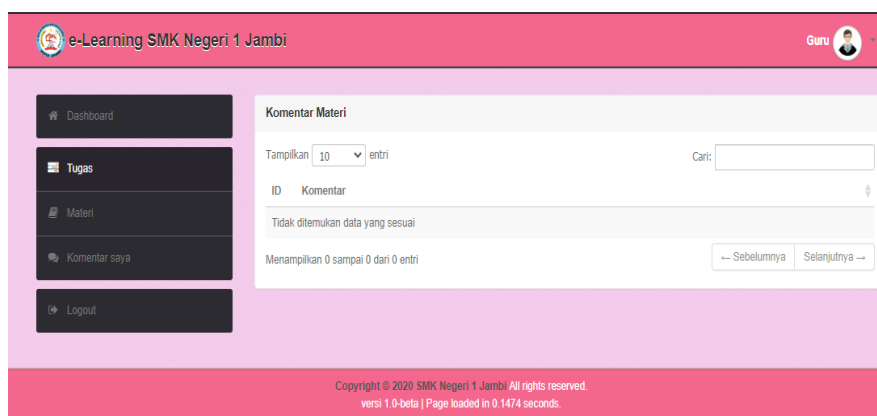 e-Learning SMK Negeri 1 Jambi
Guru
Dashboard
Tugas
Materi
Komentar saya
Logout
Komentar Materi
Tampilkan 10 entri
Cari:
ID Komentar
Tidak ditemukan data yang sesuai
Menampilkan 0 sampai 0 dari 0 entri
← Sebelumnya Selanjutnya →
Copyright © 2020 SMK Negeri 1 Jambi All rights reserved.
versi 1.0-beta | Page loaded in 0.1474 seconds.